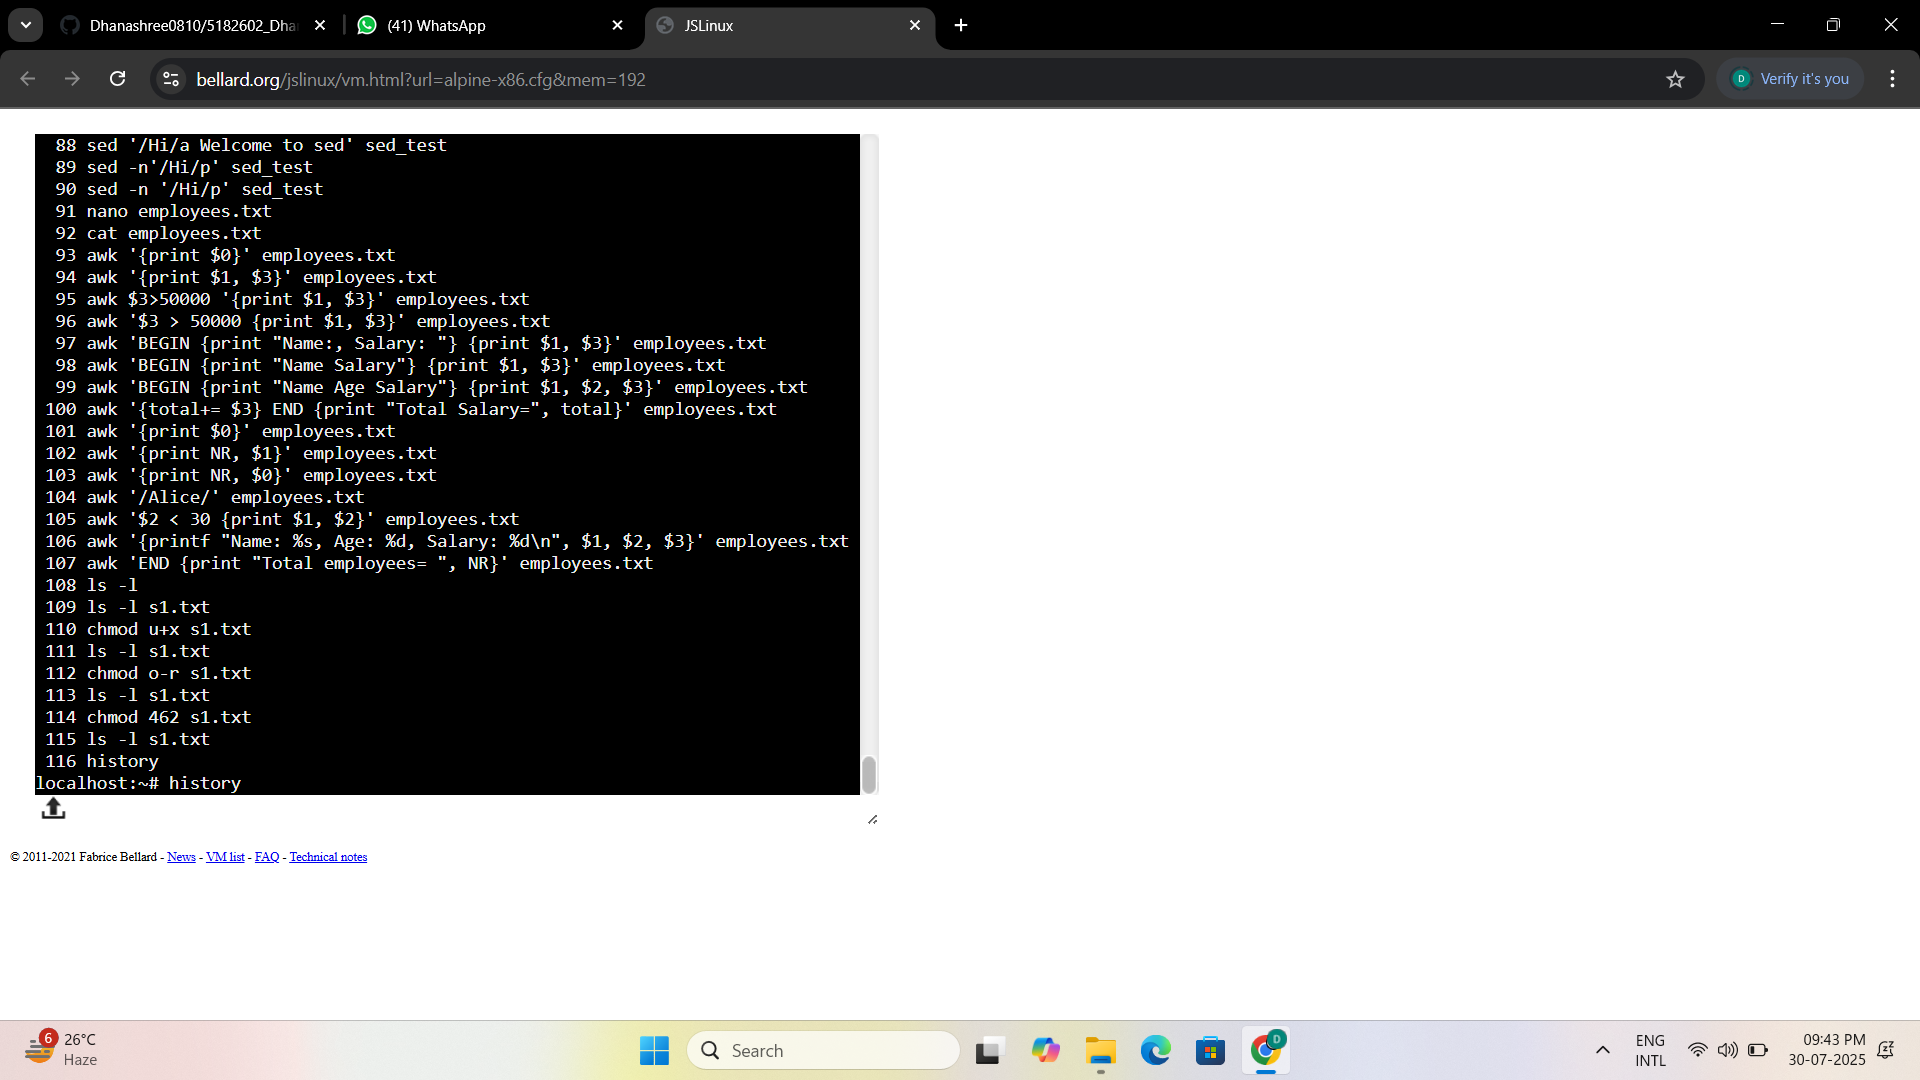 Dhanashree0810/5182602_Dha
(41) WhatsApp
JSLinux
bellard.org/jslinux/vm.html?url=alpine-x86.cfg&mem=192
D
Verify it's you
88 sed '/Hi/a Welcome to sed' sed_test
89 sed -n'/Hi/p' sed_test
90 sed -n '/Hi/p' sed_test
91 nano employees.txt
92 cat employees.txt
93 awk '{print $0}' employees.txt
94 awk '{print $1, $3}' employees.txt
95 awk $3>50000 '{print $1, $3}' employees.txt
96 awk '$3 > 50000 {print $1, $3}' employees.txt
97 awk 'BEGIN {print "Name:, Salary: "} {print $1, $3}' employees.txt
98 awk 'BEGIN {print "Name Salary"} {print $1, $3}' employees.txt
99 awk 'BEGIN {print "Name Age Salary"} {print $1, $2, $3}' employees.txt
100 awk '{total+= $3} END {print "Total Salary=", total}' employees.txt
101 awk '{print $0}' employees.txt
102 awk '{print NR, $1}' employees.txt
103 awk '{print NR, $0}' employees.txt
104 awk '/Alice/' employees.txt
105 awk '$2 < 30 {print $1, $2}' employees.txt
106 awk '{printf "Name: %s, Age: %d, Salary: %d\n", $1, $2, $3}' employees.txt
107 awk 'END {print "Total employees= ", NR}' employees.txt
108 ls -l
109 ls -l s1.txt
110 chmod u+x s1.txt
111 ls -l s1.txt
112 chmod o-r s1.txt
113 ls -l s1.txt
114 chmod 462 s1.txt
115 ls -l s1.txt
116 history
localhost:~# history
© 2011-2021 Fabrice Bellard - News - VM list - FAQ - Technical notes
6
26°C
Haze
Search
D
ENG
INTL
09:43 PM
30-07-2025